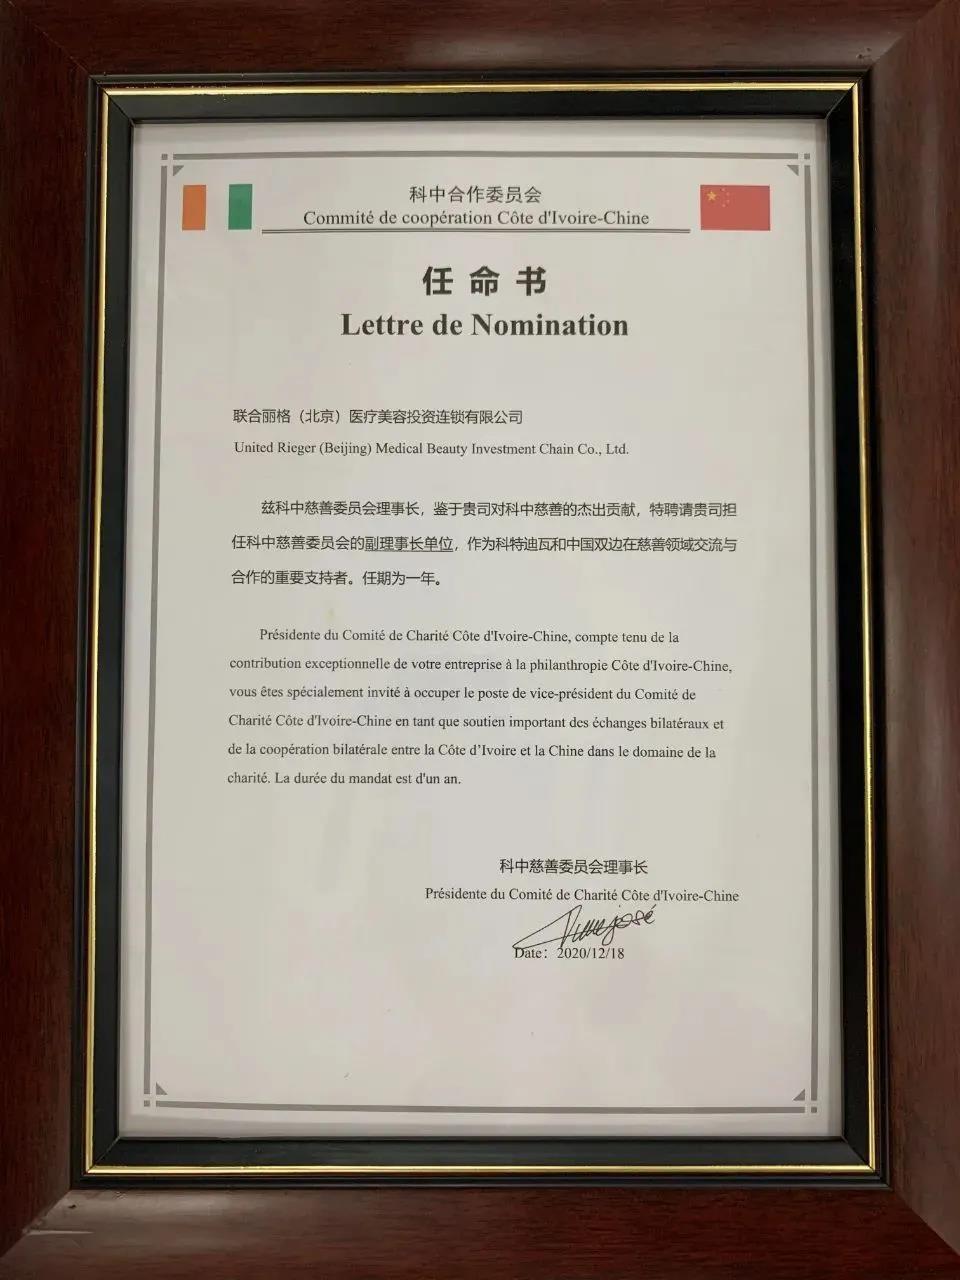 科中合作委员会
Commité de coopération Côte d'Ivoire-Chine
任命书
Lettre de Nomination
联合丽格（北京）医疗美容投资连锁有限公司
United Rieger (Beijing) Medical Beauty Investment Chain Co., Ltd.
兹科中慈善委员会理事长，鉴于贵司对科中慈善的杰出贡献，特聘请贵司担
任科中慈善委员会的副理事长单位，作为科特迪瓦和中国双边在慈善领域交流与
合作的重要支持者。任期为一年。
Présidente du Comité de Charité Côte d'Ivoire-Chine, compte tenu de la
contribution exceptionnelle de votre entreprise à la philanthropie Côte d'Ivoire-Chine,
vous êtes spécialement invité à occuper le poste de vice-président du Comité de
Charité Côte d'Ivoire-Chine en tant que soutien important des échanges bilatéraux et
de la coopération bilatérale entre la Côte d’Ivoire et la Chine dans le domaine de la
charité. La durée du mandat est d'un an.
科中慈善委员会理事长
Présidente du Comité de Charité Côte d'Ivoire-Chine
Date：2020/12/18